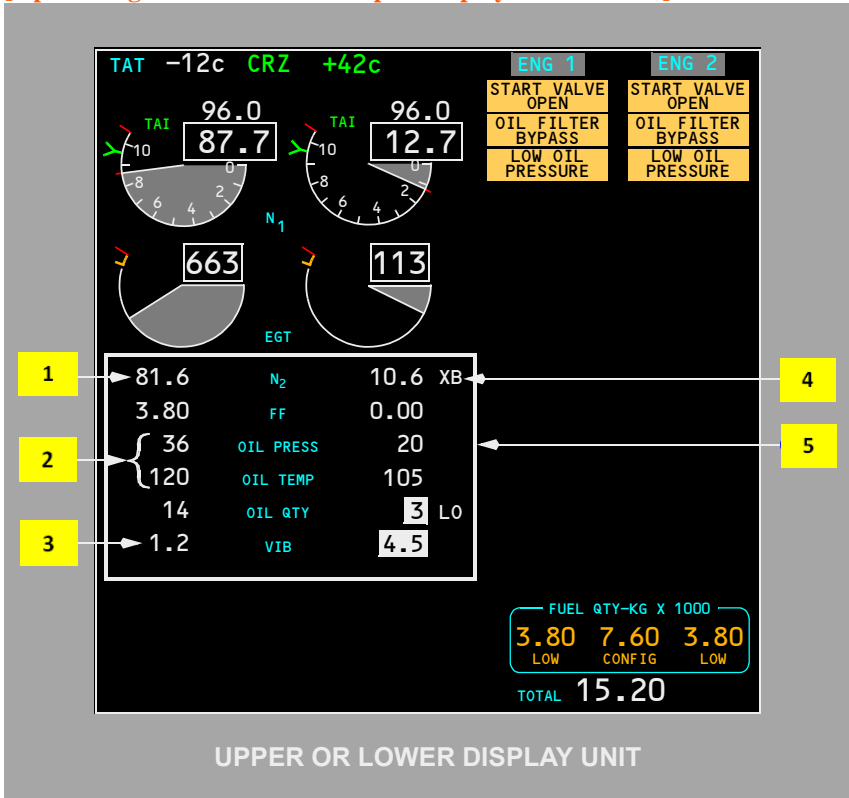 TAT -12c CRZ +42c
ENG 1 ENG 2
START VALVE OPEN START VALVE OPEN
OIL FILTER BYPASS OIL FILTER BYPASS
LOW OIL PRESSURE LOW OIL PRESSURE
TAI 96.0 TAI 96.0
87.7 12.7
10 8 6 4 2 0 10 8 6 4 2 0
N1
663 113
EGT
1 81.6 N2 10.6 XB 4
3.80 FF 0.00
2 36 OIL PRESS 20 5
120 OIL TEMP 105
14 OIL QTY 3 LO
3 1.2 VIB 4.5
FUEL QTY-KG X 1000
3.80 7.60 3.80
LOW CONFIG LOW
TOTAL 15.20
UPPER OR LOWER DISPLAY UNIT